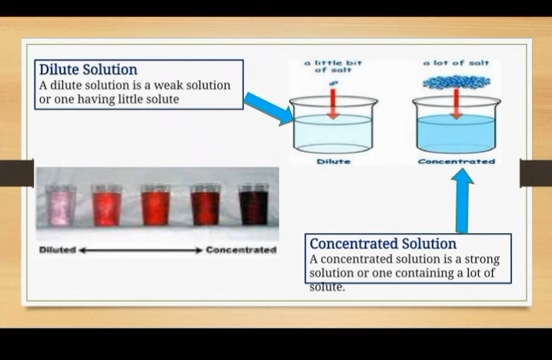 Dilute Solution
A dilute solution is a weak solution
or one having little solute
a little bit
of salt
a lot of salt
Dilute
Concentrated
Diluted
Concentrated
Concentrated Solution
A concentrated solution is a strong
solution or one containing a lot of
solute.